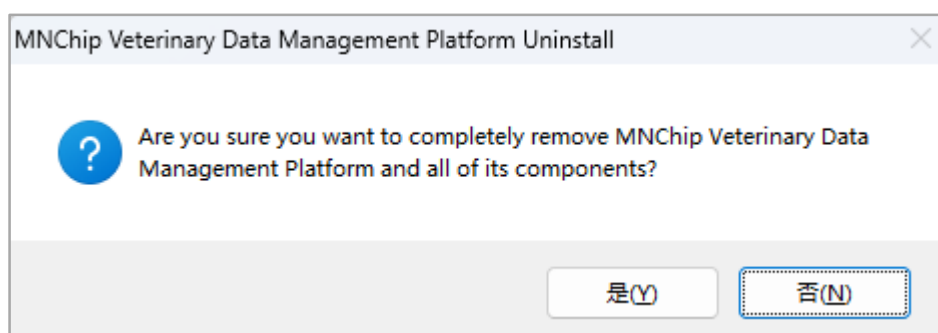 MNChip Veterinary Data Management Platform Uninstall
Are you sure you want to completely remove MNChip Veterinary Data
Management Platform and all of its components?
是(Y) 否(N)